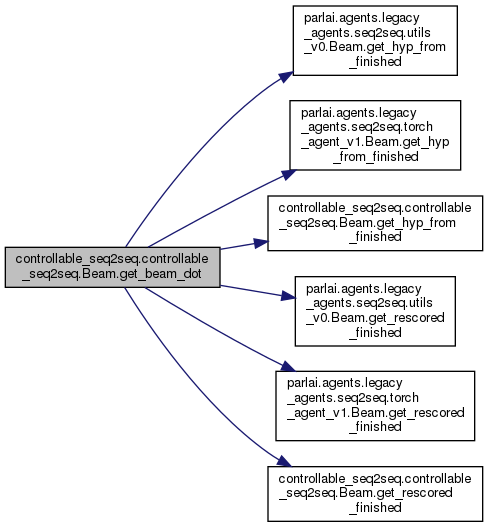 parlai.agents.legacy
_agents.seq2seq.utils
_v0.Beam.get_hyp_from
_finished
parlai.agents.legacy
_agents.seq2seq.torch
_agent_v1.Beam.get_hyp
_from_finished
controllable_seq2seq.controllable
_seq2seq.Beam.get_hyp_from
_finished
controllable_seq2seq.controllable
_seq2seq.Beam.get_beam_dot
parlai.agents.legacy
_agents.seq2seq.utils
_v0.Beam.get_rescored
_finished
parlai.agents.legacy
_agents.seq2seq.torch
_agent_v1.Beam.get_rescored
_finished
controllable_seq2seq.controllable
_seq2seq.Beam.get_rescored
_finished